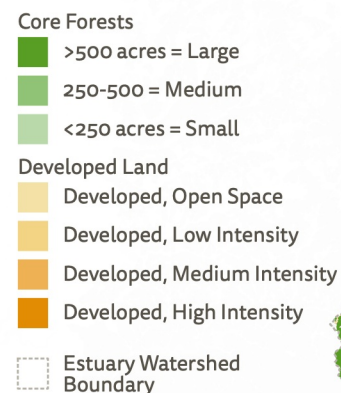 Core Forests
>500 acres = Large
250-500 = Medium
<250 acres = Small
Developed Land
Developed, Open Space
Developed, Low Intensity
Developed, Medium Intensity
Developed, High Intensity
Estuary Watershed
Boundary